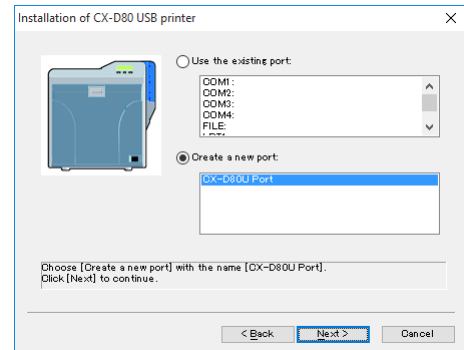 Installation of CX-D80 USB printer
Use the existing port:
COM1:
COM2:
COM3:
COM4:
FILE:
Create a new port:
CX-D80U Port
Choose [Create a new port] with the name [CX-D80U Port].
Click [Next] to continue.
< Back
Next >
Cancel